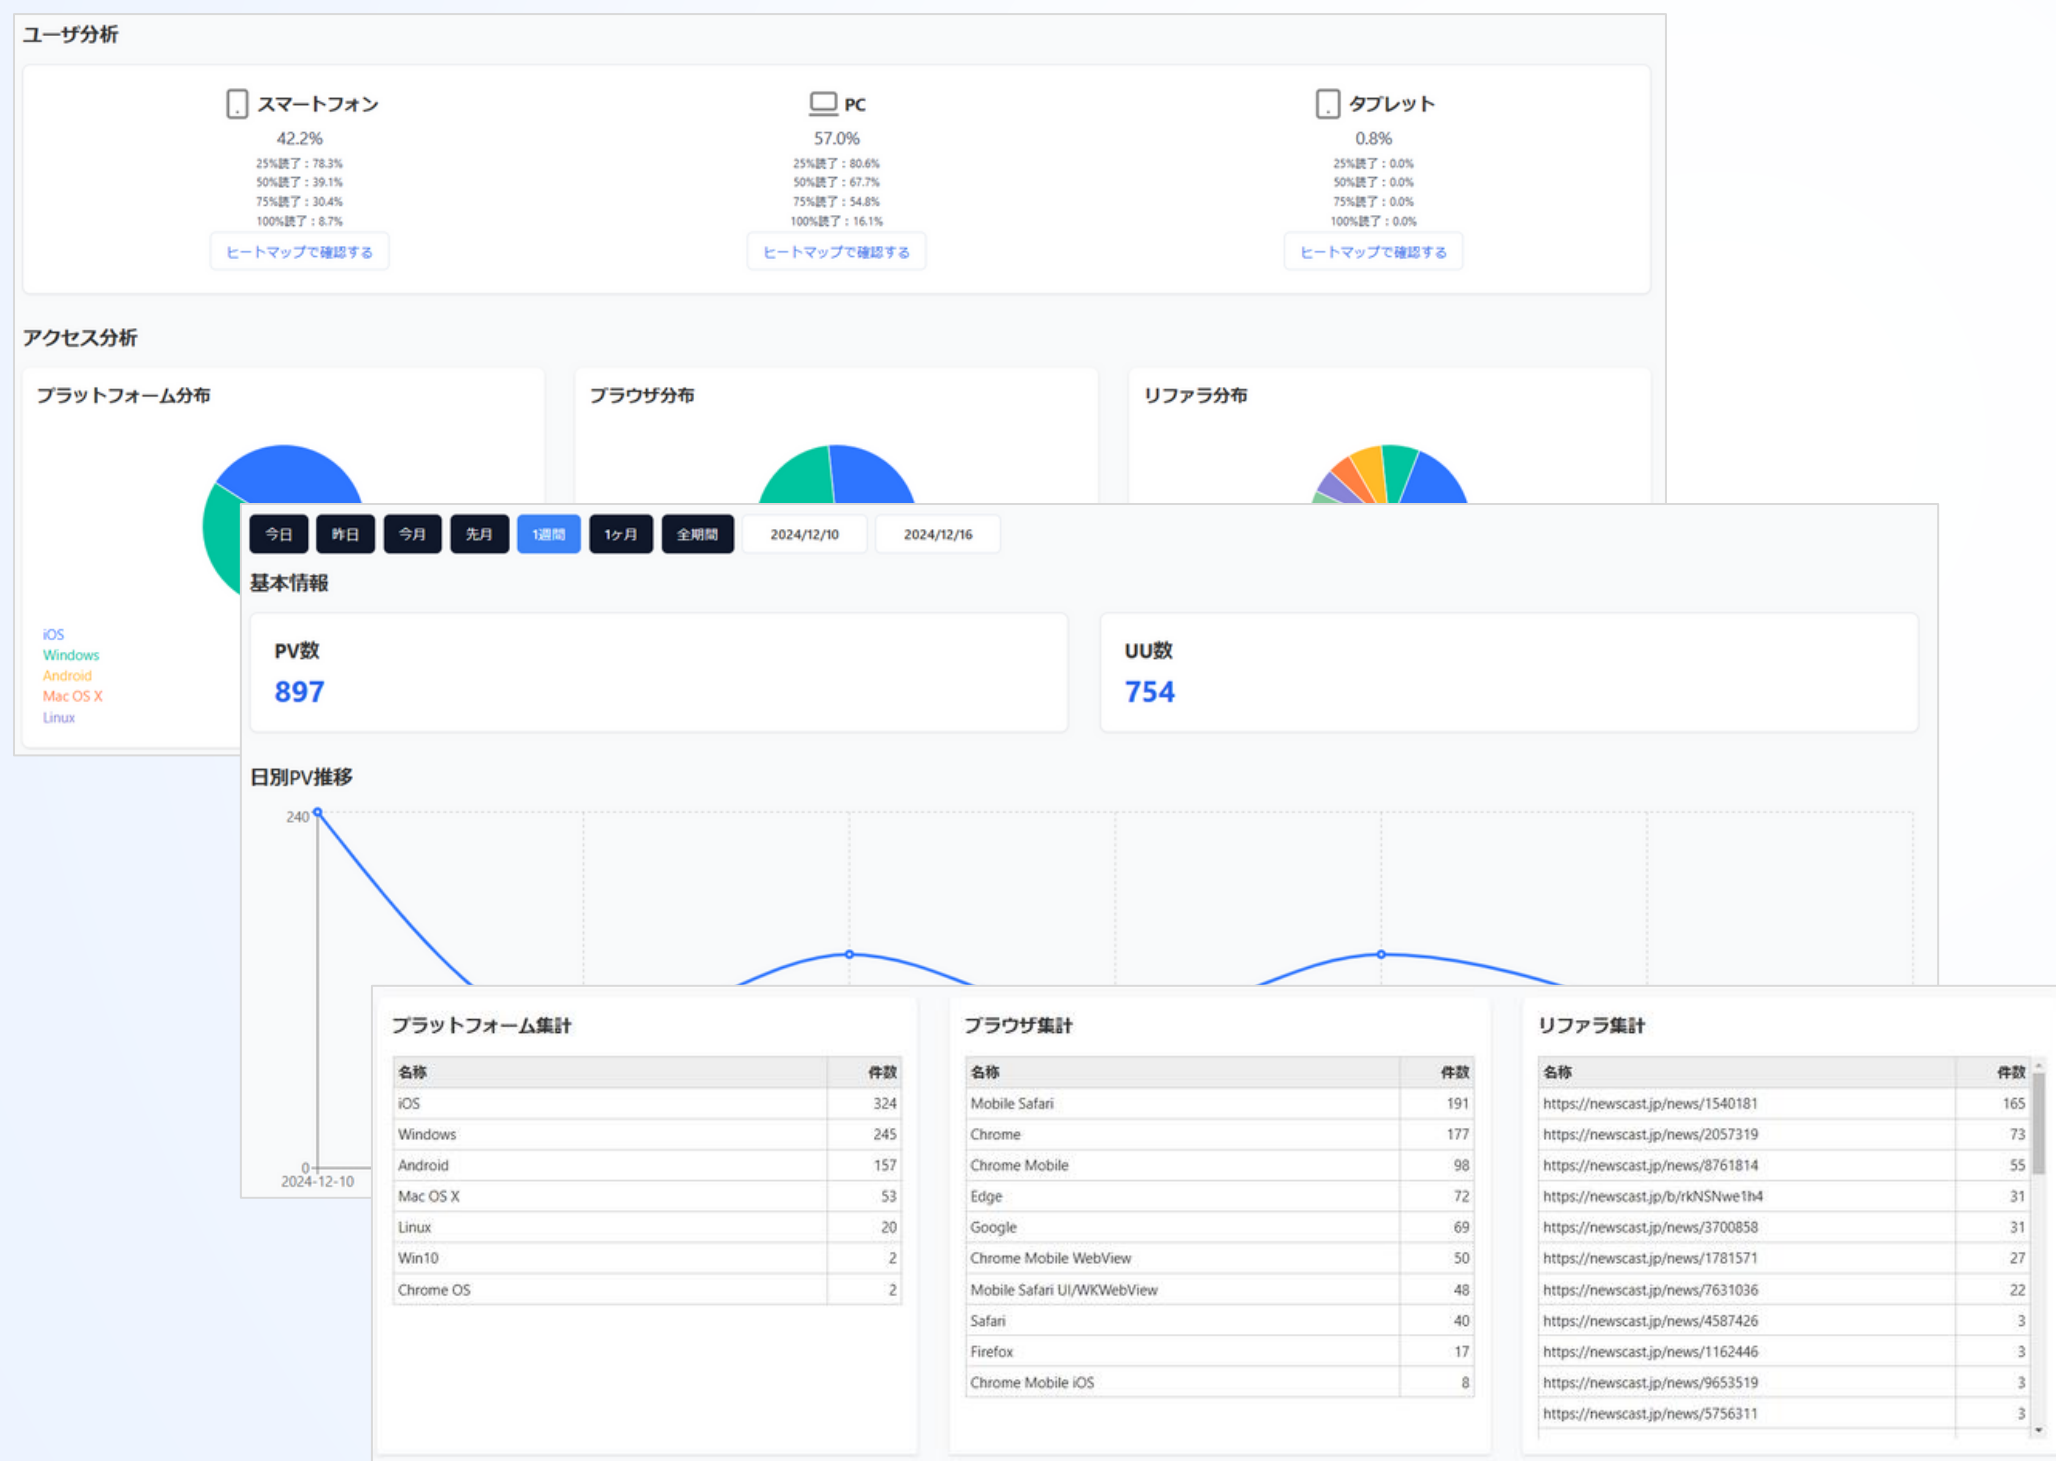 ユーザ分析
スマートフォン
42.2%
25%読了：78.3%
50%読了：39.1%
75%読了：30.4%
100%読了：8.7%
ヒートマップで確認する
PC
57.0%
25%読了：80.6%
50%読了：67.7%
75%読了：54.8%
100%読了：16.1%
ヒートマップで確認する
タブレット
0.8%
25%読了：0.0%
50%読了：0.0%
75%読了：0.0%
100%読了：0.0%
ヒートマップで確認する
アクセス分析
プラットフォーム分布
iOS
Windows
Android
Mac OS X
Linux
ブラウザ分布
リファラ分布
今日 昨日 今月 先月 1週間 1ヶ月 全期間 2024/12/10 2024/12/16
基本情報
PV数
897
UU数
754
日別PV推移
240
0
2024-12-10
プラットフォーム集計
名称 件数
iOS 324
Windows 245
Android 157
Mac OS X 53
Linux 20
Win10 2
Chrome OS 2
ブラウザ集計
名称 件数
Mobile Safari 191
Chrome 177
Chrome Mobile 98
Edge 72
Google 69
Chrome Mobile WebView 50
Mobile Safari UI/WKWebView 48
Safari 40
Firefox 17
Chrome Mobile iOS 8
リファラ集計
名称 件数
https://newscast.jp/news/1540181 165
https://newscast.jp/news/2057319 73
https://newscast.jp/news/8761814 55
https://newscast.jp/b/rkNSNwe1h4 31
https://newscast.jp/news/3700858 31
https://newscast.jp/news/1781571 27
https://newscast.jp/news/7631036 22
https://newscast.jp/news/4587426 3
https://newscast.jp/news/1162446 3
https://newscast.jp/news/9653519 3
https://newscast.jp/news/5756311 3